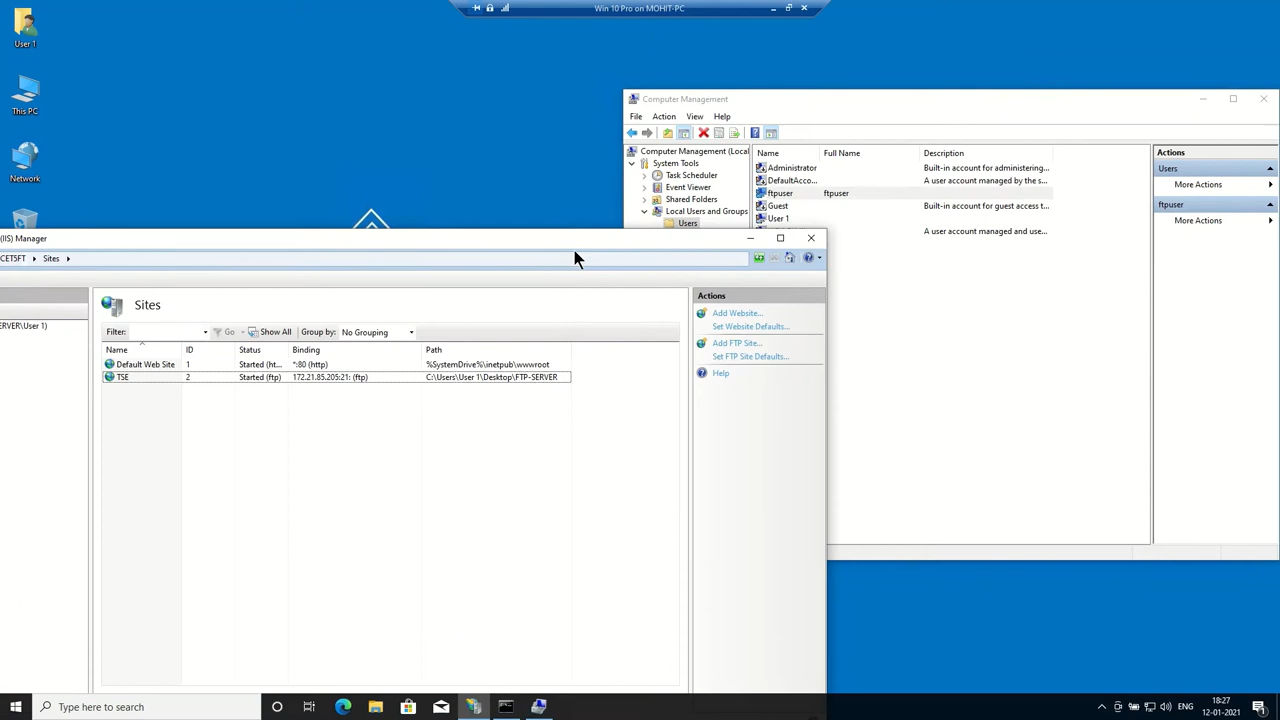 Win 10 Pro on MOHIT-PC
User 1
This PC
Network
Computer Management
File Action View Help
Computer Management (Local
System Tools
Task Scheduler
Event Viewer
Shared Folders
Local Users and Groups
Users
Name Full Name Description
Administrator Built-in account for administering...
DefaultAcco... A user account managed by the s...
ftpuser ftpuser
Guest Built-in account for guest access t...
User 1
A user account managed and use...
Actions
Users
More Actions
ftpuser
More Actions
(IIS) Manager
CET5FT Sites
ERVER\User 1)
Sites
Filter: Go Show All Group by: No Grouping
Name ID Status Binding Path
Default Web Site 1 Started (ht... *:80 (http) %SystemDrive%\inetpub\wwwroot
TSE 2 Started (ftp) 172.21.85.205:21: (ftp) C:\Users\User 1\Desktop\FTP-SERVER
Actions
Add Website...
Set Website Defaults...
Add FTP Site...
Set FTP Site Defaults...
Help
Type here to search
ENG
18:27
12-01-2021
1